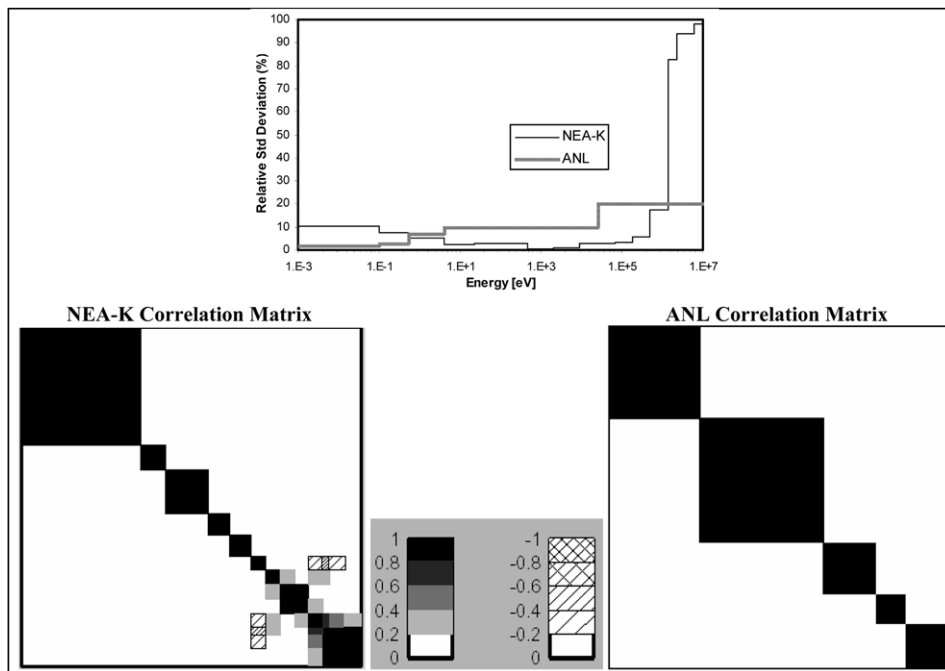 Relative Std Deviation (%)
100
90
80
70
60
50
40
30
20
10
0
NEA-K
ANL
1.E-3 1.E-1 1.E+1 1.E+3 1.E+5 1.E+7
Energy [eV]
NEA-K Correlation Matrix
ANL Correlation Matrix
1 -1
0.8 -0.8
0.6 -0.6
0.4 -0.4
0.2 -0.2
0 0